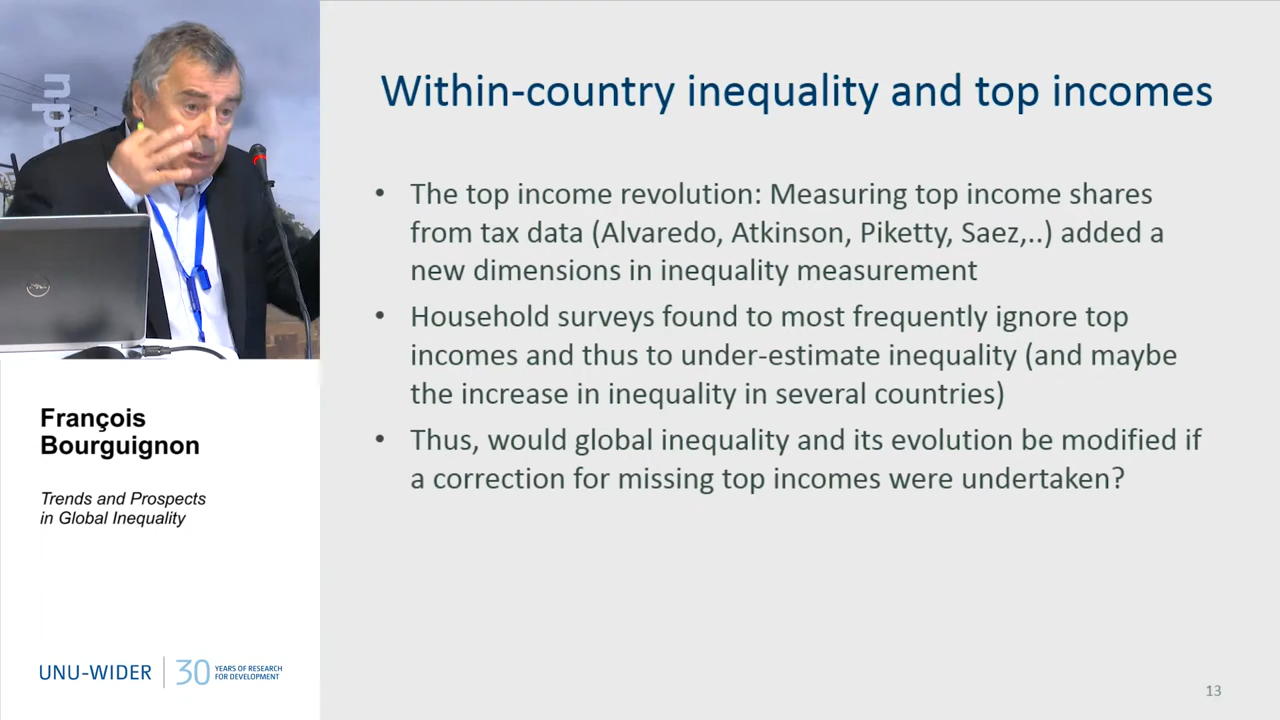 Within-country inequality and top incomes
• The top income revolution: Measuring top income shares
from tax data (Alvaredo, Atkinson, Piketty, Saez,..) added a
new dimensions in inequality measurement
• Household surveys found to most frequently ignore top
incomes and thus to under-estimate inequality (and maybe
the increase in inequality in several countries)
• Thus, would global inequality and its evolution be modified if
a correction for missing top incomes were undertaken?
François
Bourguignon
Trends and Prospects
in Global Inequality
UNU-WIDER
30
YEARS OF RESEARCH
FOR DEVELOPMENT
13